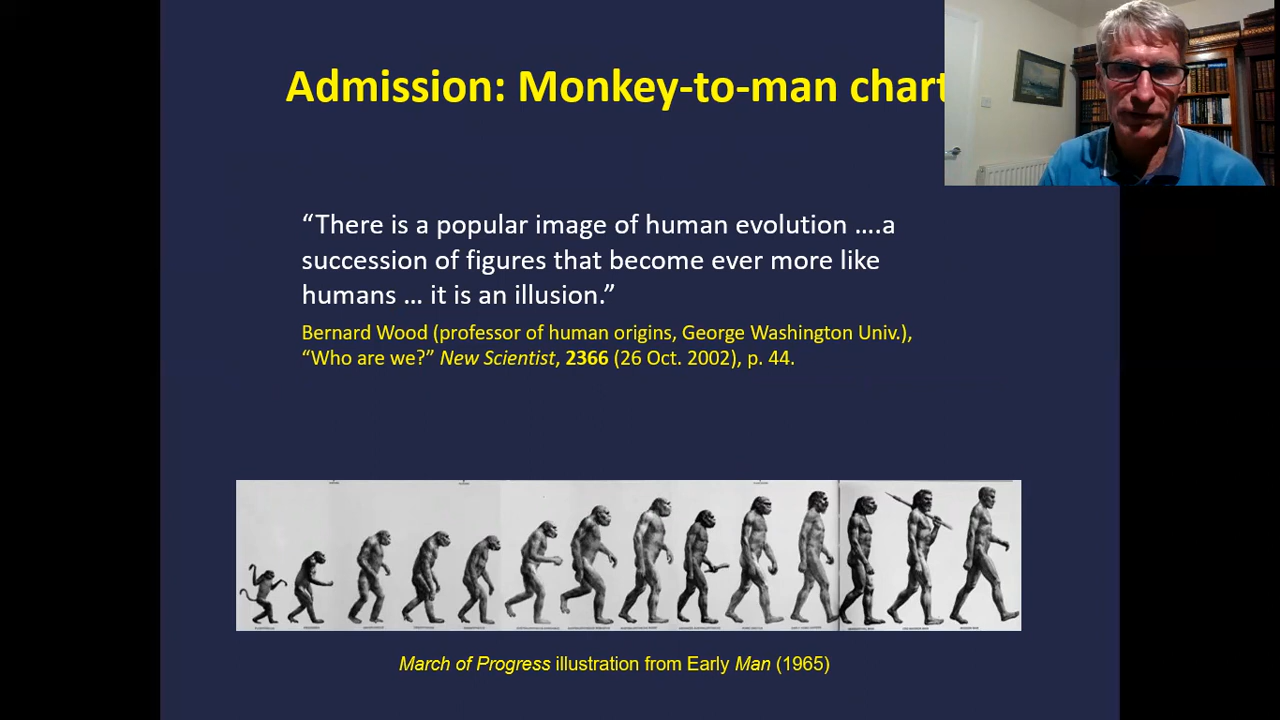 Admission: Monkey-to-man chart
“There is a popular image of human evolution ….a
succession of figures that become ever more like
humans … it is an illusion.”
Bernard Wood (professor of human origins, George Washington Univ.),
“Who are we?” New Scientist, 2366 (26 Oct. 2002), p. 44.
March of Progress illustration from Early Man (1965)